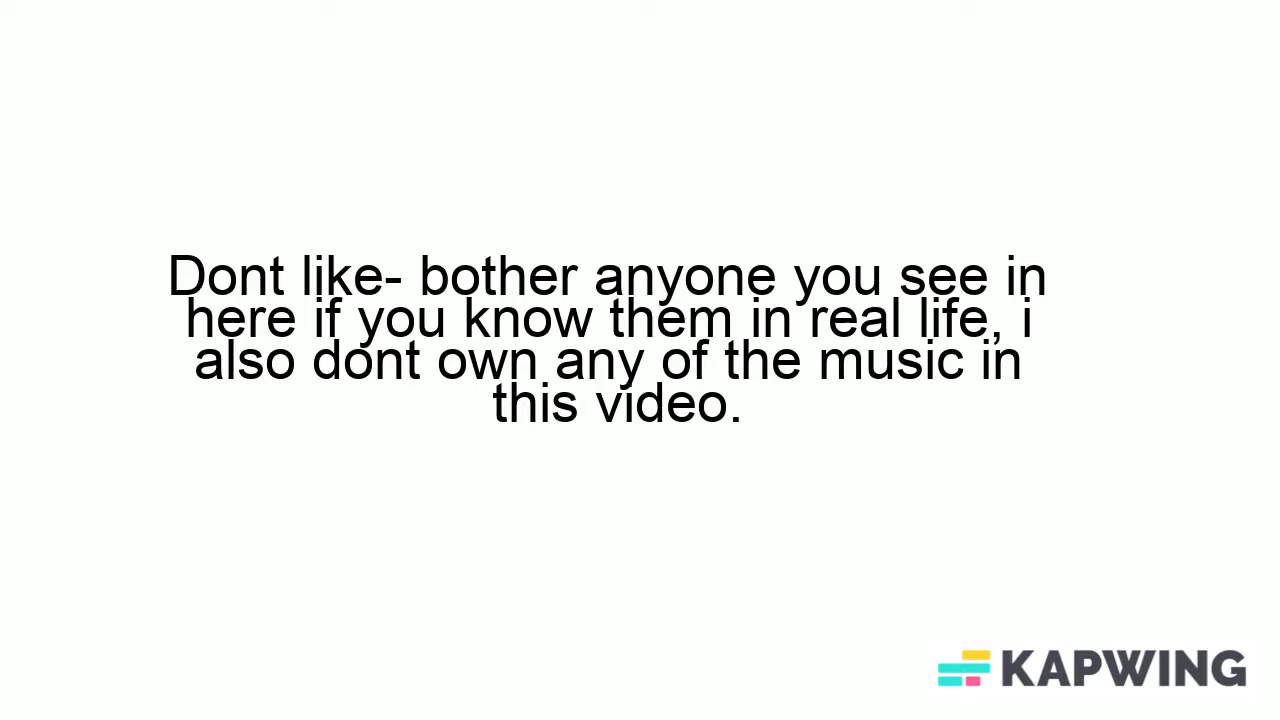 Dont like- bother anyone you see in
here if you know them in real life, i
also dont own any of the music in
this video.
KAPWING